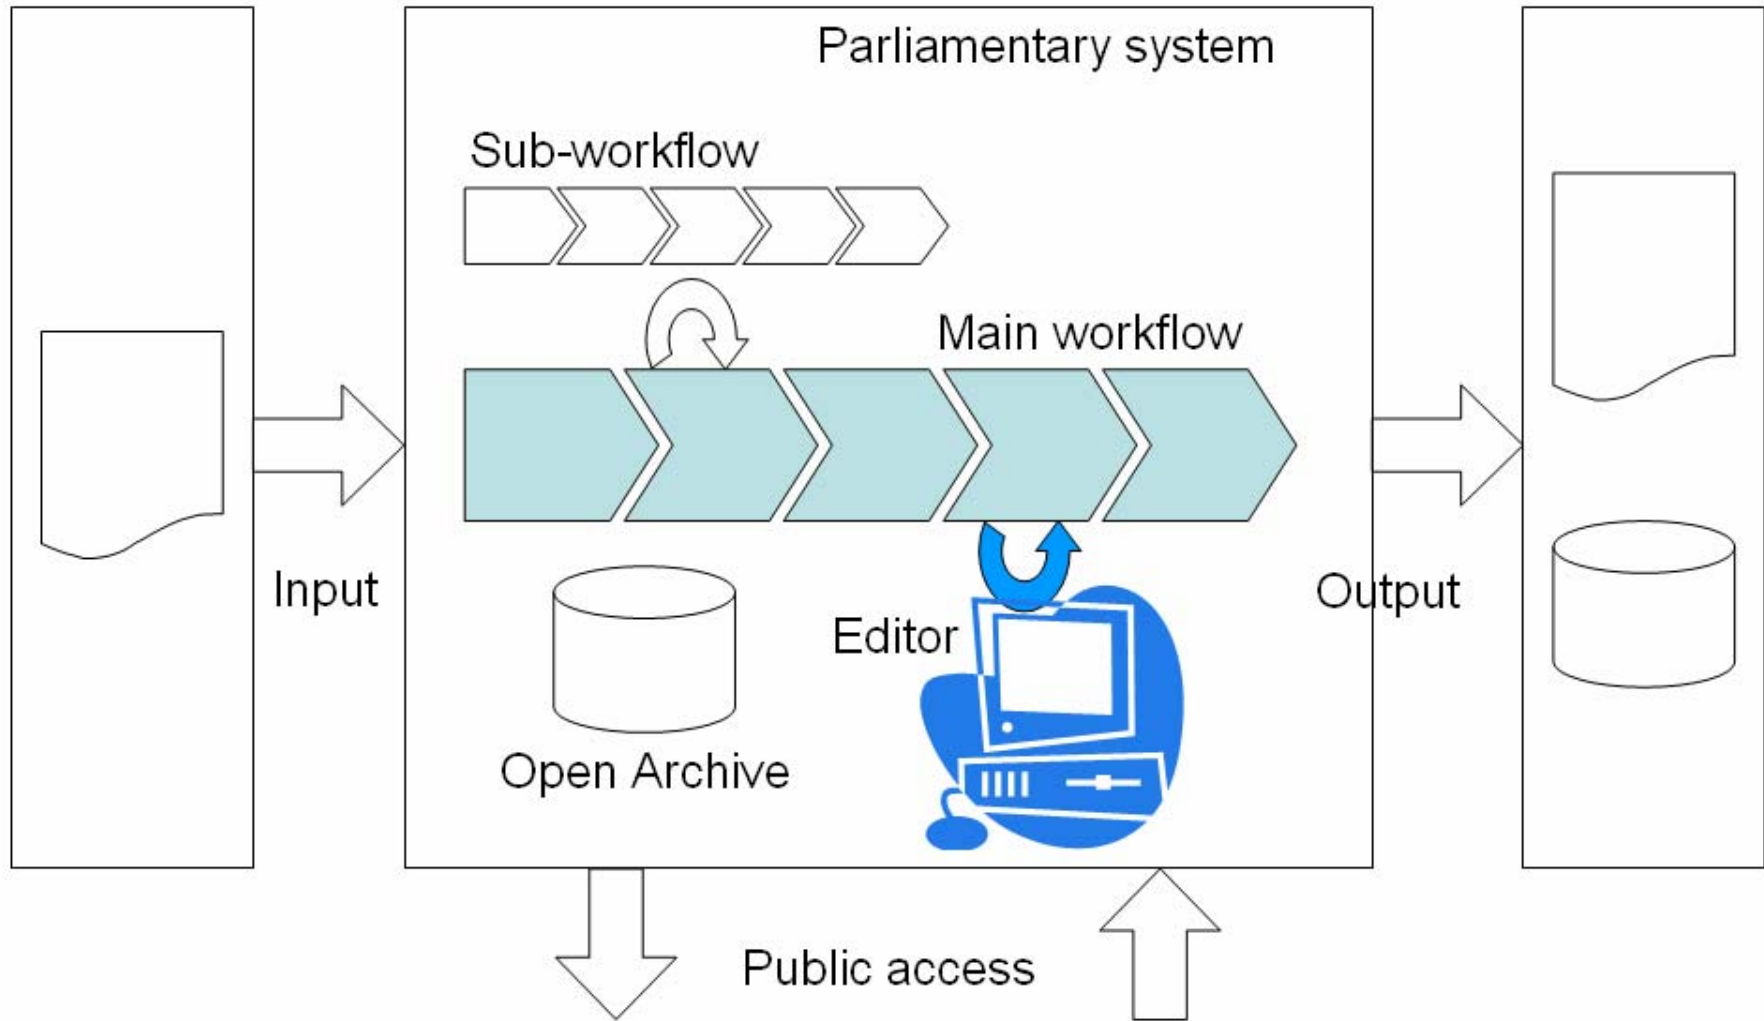 Parliamentary system
Sub-workflow
Main workflow
Input
Output
Editor
Open Archive
Public access